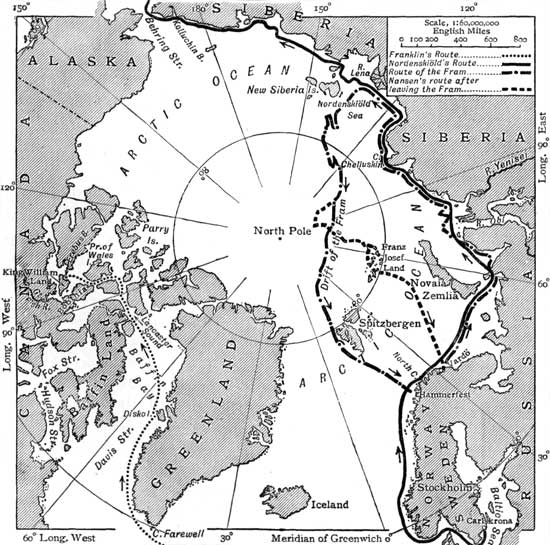 150°
180°
SIBERIA
150°
Scale, 1:60,000,000
English Miles
0 100 200 400 600 800
Franklin's Route
Nordenskiöld's Route
Route of the Fram
Nansen's route after
leaving the Fram
Koliuchin B.
Behring Str.
ALASKA
ARCTIC OCEAN
R.
Lena
New Siberia Is.
Nordenskiöld
Sea
SIBERIA
C.
Cheliuskin
R. Yenisei
Long. 90° East
80°
CANADA
120°
Parry
Is.
Pr. of
Wales
I.
King William
Land
North Pole
Drift of the Fram
Franz
Josef
Land
Novaia
Zemlia
60°
Spitzbergen
ARCTIC OCEAN
North C.
Hammerfest
Long. 90° West
Lancaster
Sound
Baffin
Bay
Baffin Land
Fox Str.
Hudson Str.
Disko I.
Davis Str.
GREENLAND
RUSSIA
NORWAY
SWEDEN
Stockholm
Carlskrona
Baltic Sea
30°
Iceland
C. Farewell
60° Long. West
30°
Meridian of Greenwich
0°